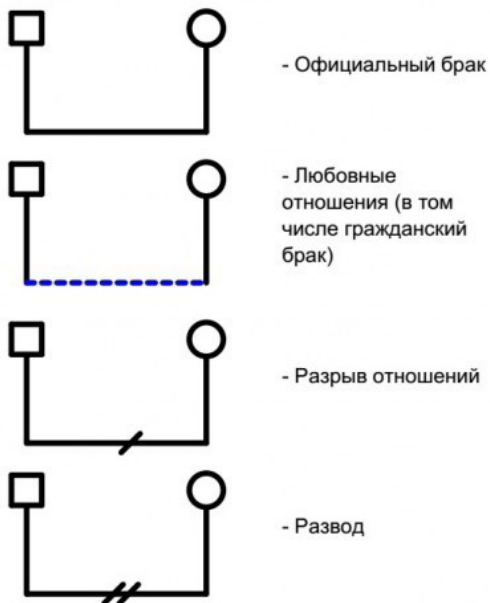 - Официальный брак
- Любовные
отношения (в том
числе гражданский
брак)
- Разрыв отношений
- Развод